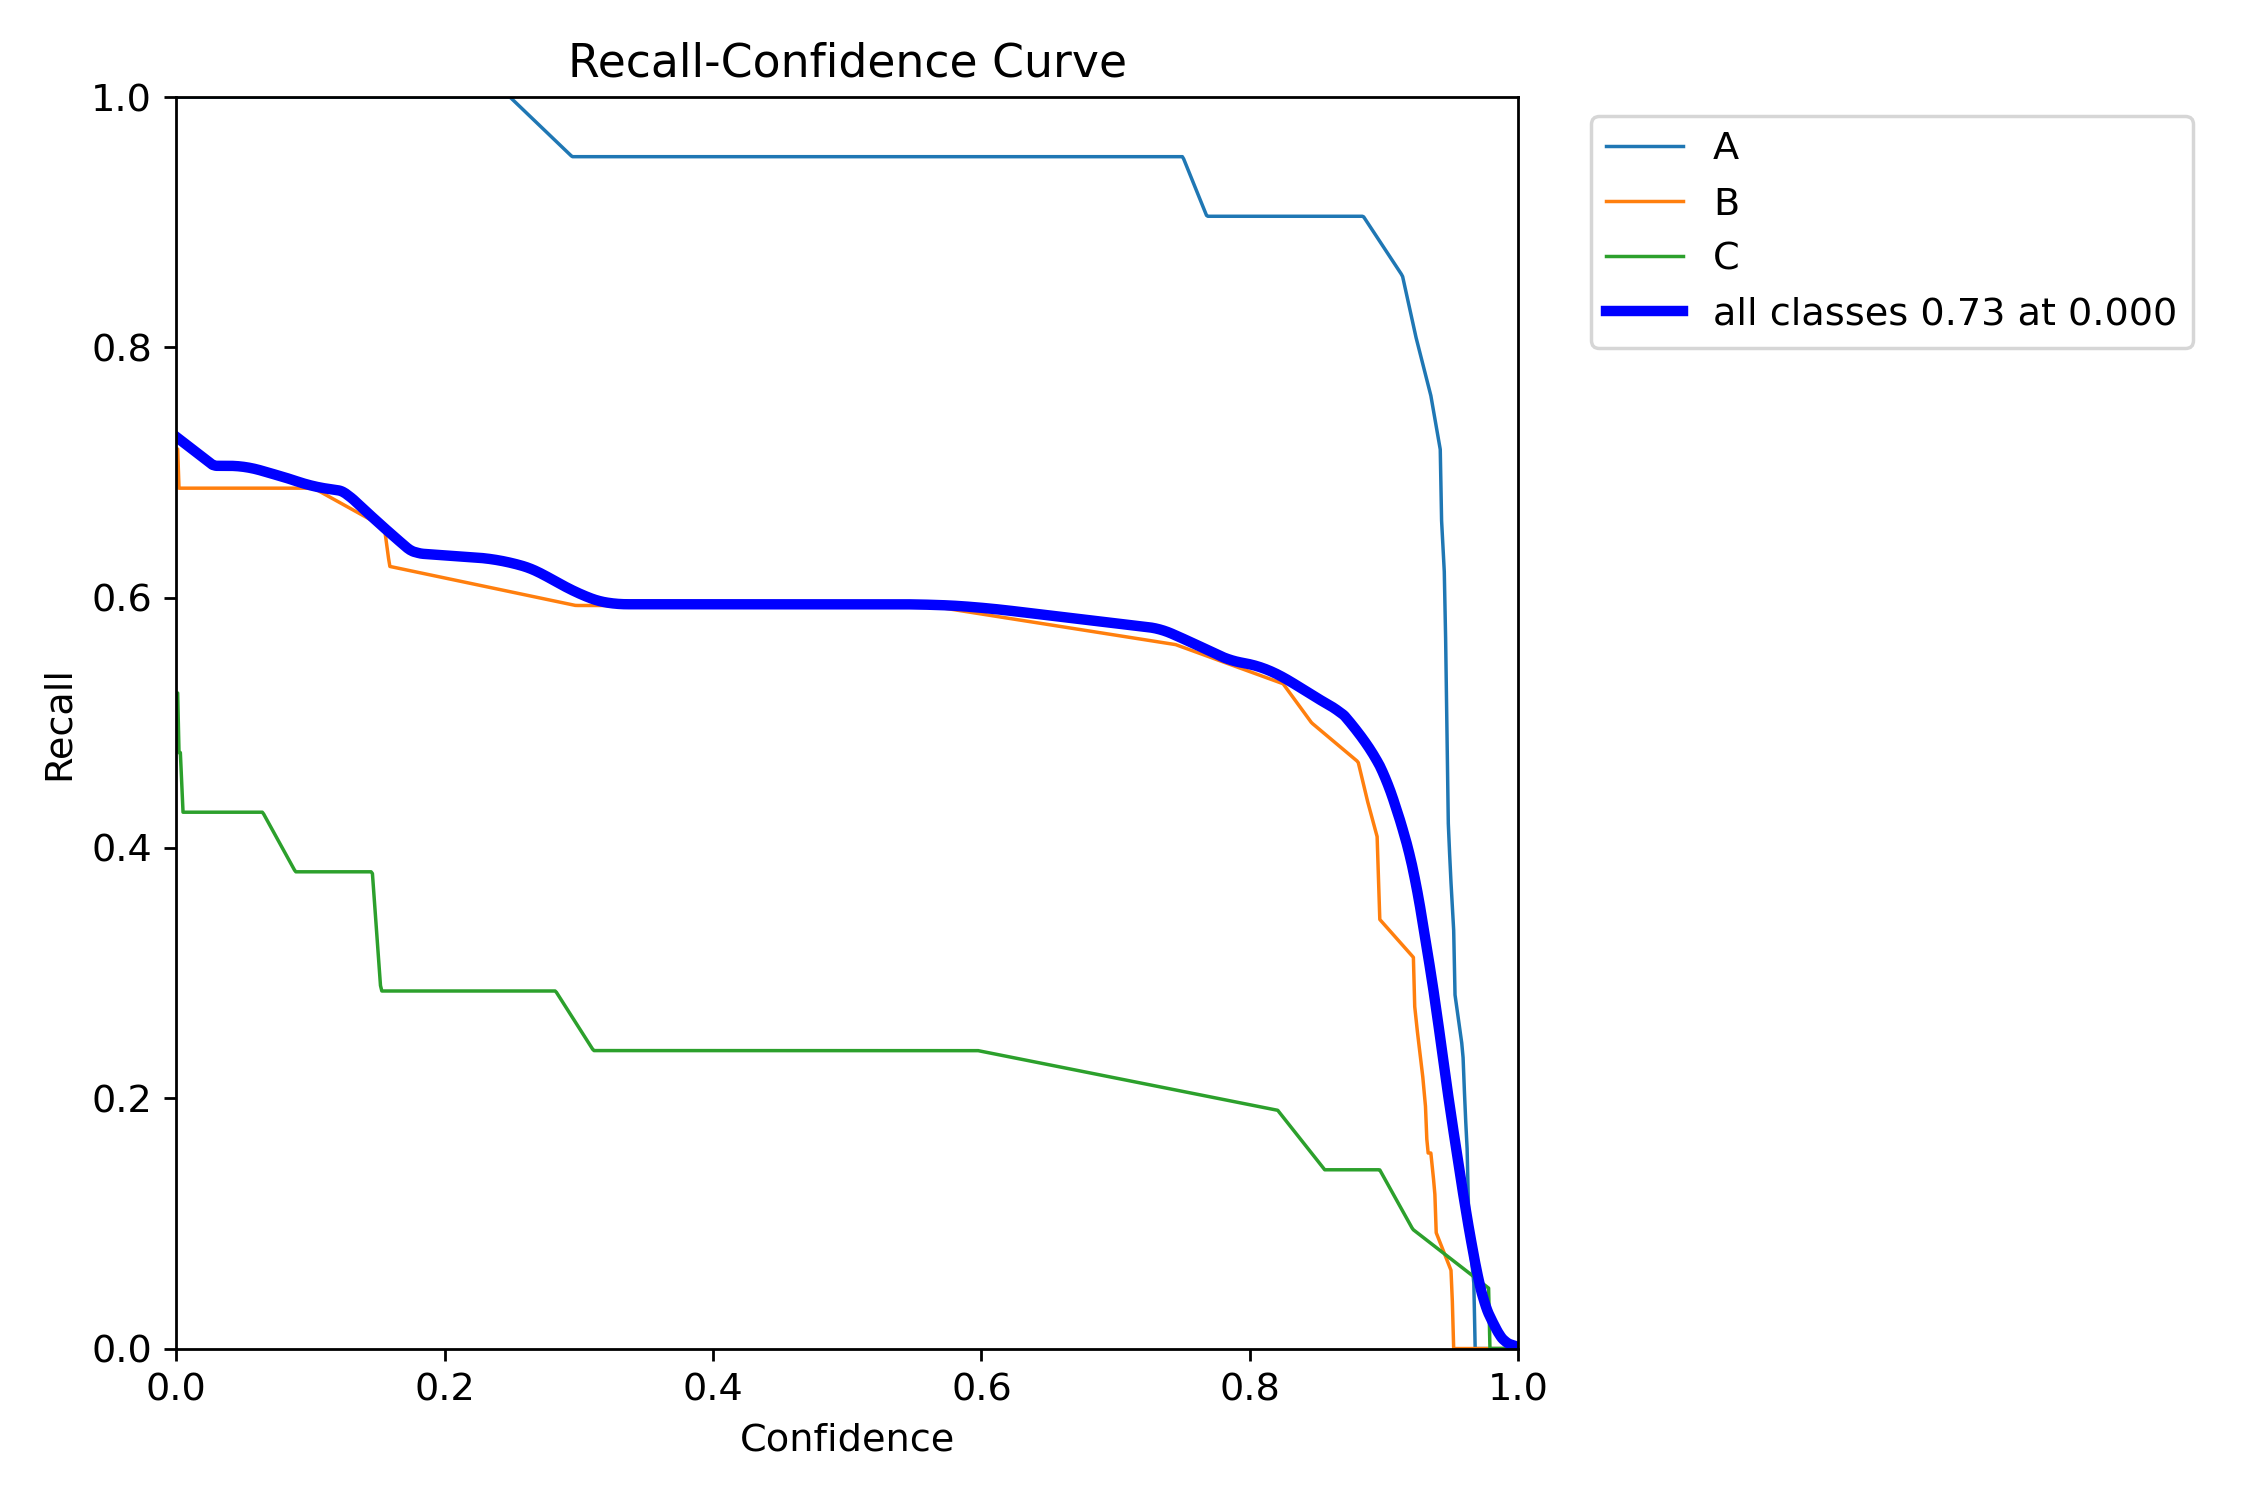 Recall-Confidence Curve
1.0
0.8
0.6
0.4
0.2
0.0
Recall
0.0 0.2 0.4 0.6 0.8 1.0
Confidence
A
B
C
all classes 0.73 at 0.000